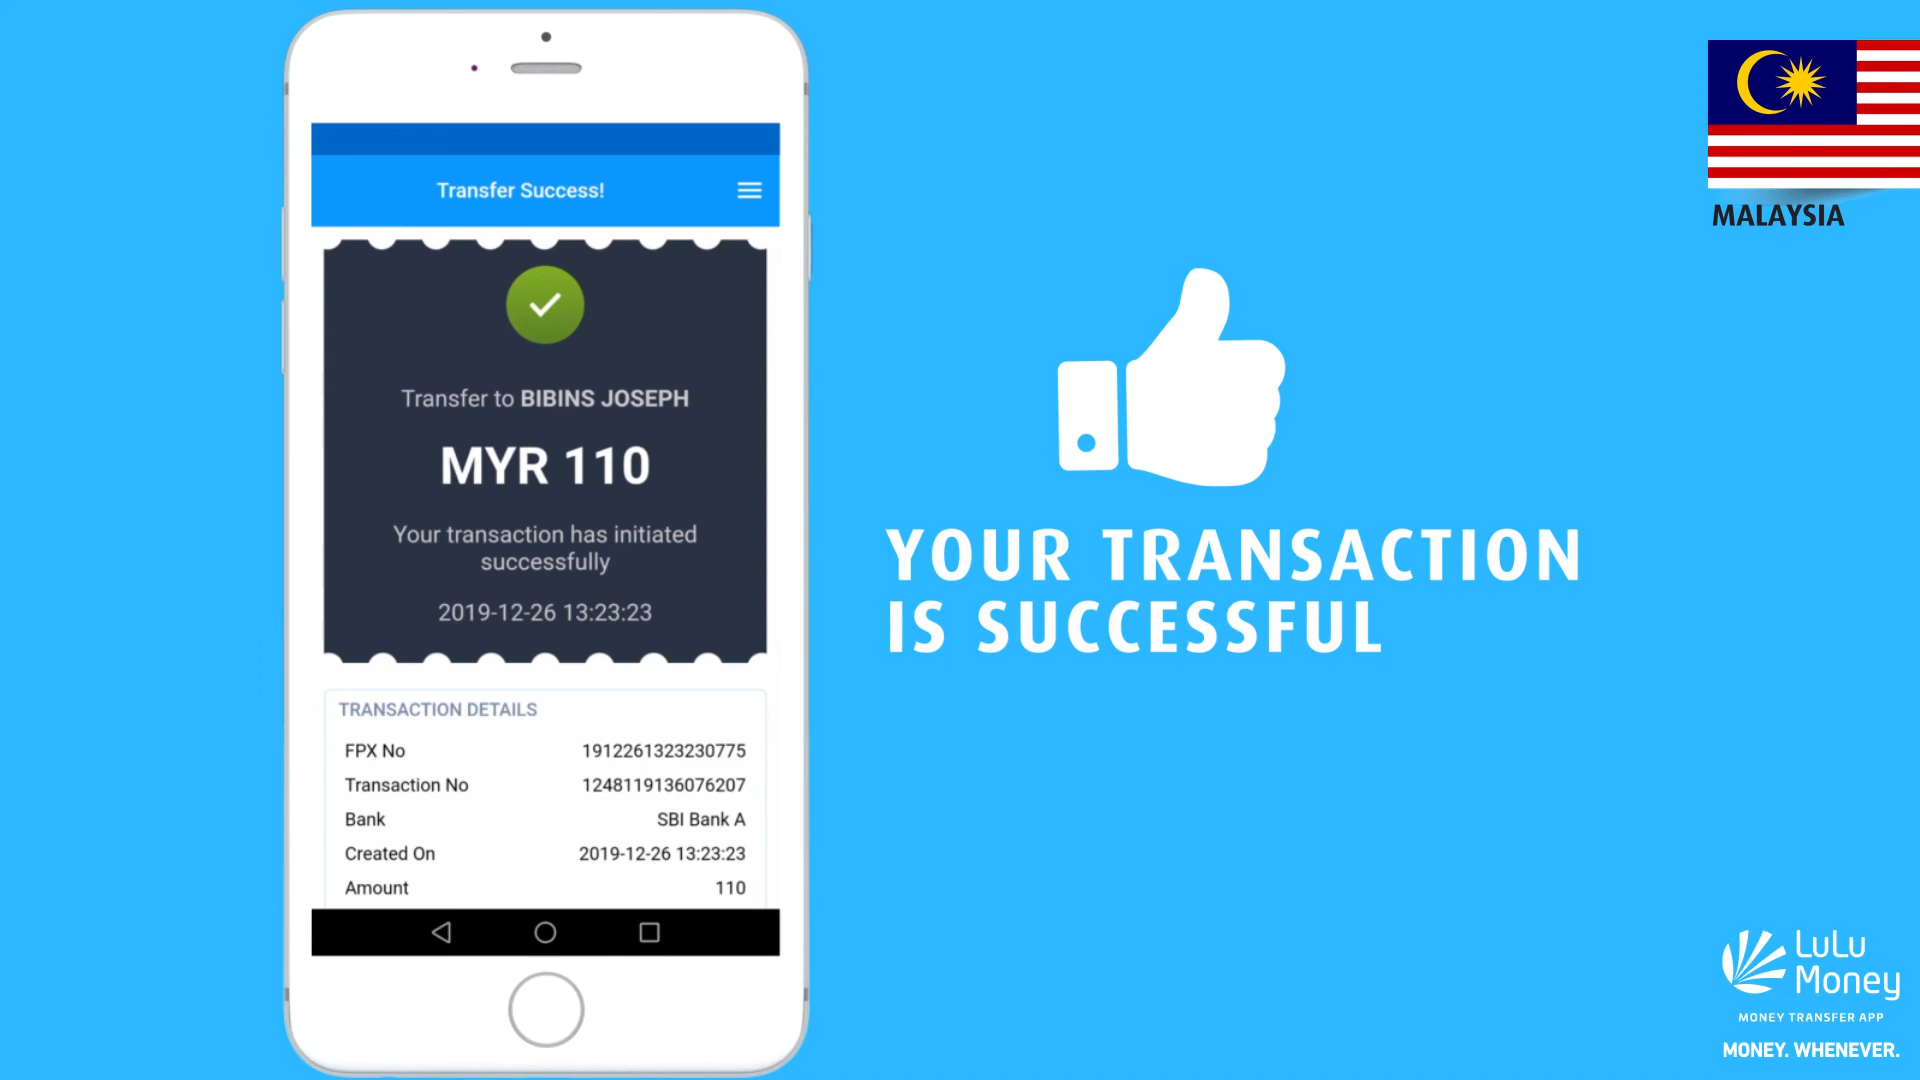 Transfer Success!
Transfer to BIBINS JOSEPH
MYR 110
Your transaction has initiated
successfully
2019-12-26 13:23:23
TRANSACTION DETAILS
FPX No 1912261323230775
Transaction No 1248119136076207
Bank SBI Bank A
Created On 2019-12-26 13:23:23
Amount 110
YOUR TRANSACTION
IS SUCCESSFUL
MALAYSIA
LuLu
Money
MONEY TRANSFER APP
MONEY. WHENEVER.